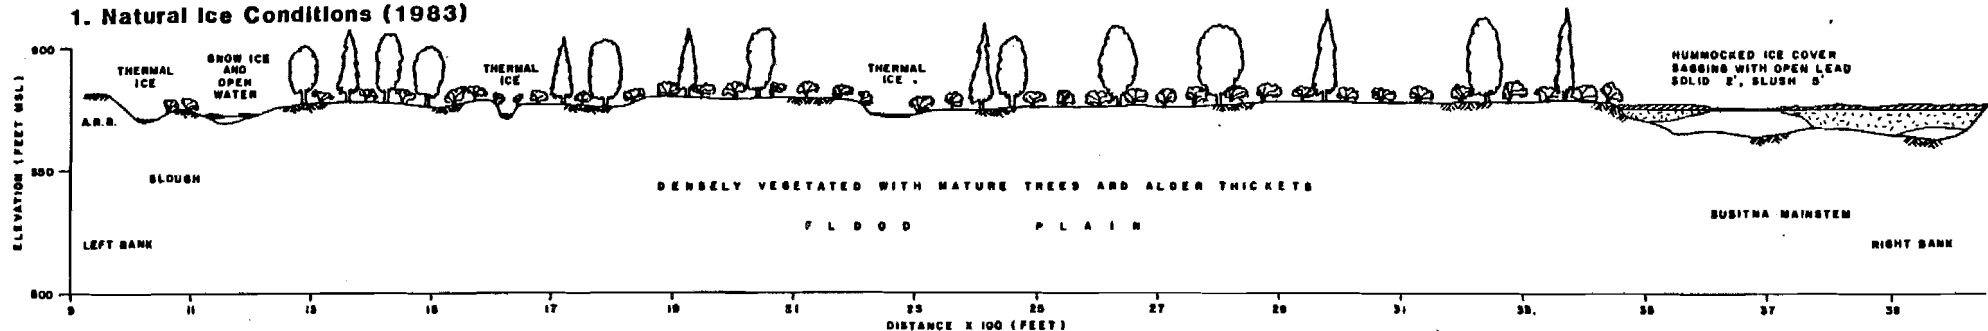 1. Natural Ice Conditions (1983)
THERMAL
ICE
SNOW ICE
AND
OPEN
WATER
THERMAL
ICE
THERMAL
ICE
HUMMOCKED ICE COVER
SAGGING WITH OPEN LEAD
SOLID 2', SLUSH 5'
A.R.B.
ELEVATION (FEET MSL)
SLOUGH
DENSELY VEGETATED WITH MATURE TREES AND ALDER THICKETS
FLOOD PLAIN
SUSITNA MAINSTEM
LEFT BANK
RIGHT BANK
9 11 13 15 17 19 21 23 25 27 29 31 33 35 37 39
DISTANCE X 100 (FEET)